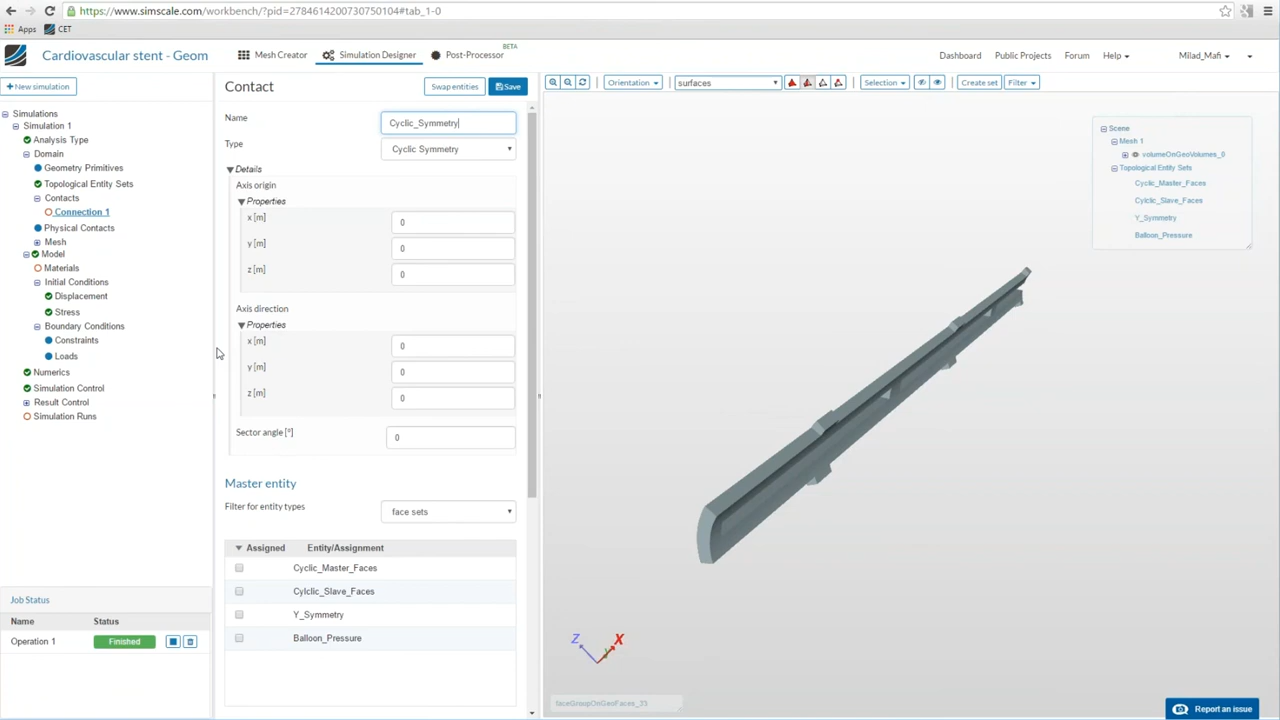 https://www.simscale.com/workbench/?pid=2784614200730750104#tab_1-0
Apps CET
Cardiovascular stent - Geom
Mesh Creator
Simulation Designer
Post-Processor
BETA
Dashboard
Public Projects
Forum
Help
Milad_Mafi
+ New simulation
Simulations
Simulation 1
Analysis Type
Domain
Geometry Primitives
Topological Entity Sets
Contacts
Connection 1
Physical Contacts
Mesh
Model
Materials
Initial Conditions
Displacement
Stress
Boundary Conditions
Constraints
Loads
Numerics
Simulation Control
Result Control
Simulation Runs
Job Status
Name Status
Operation 1 Finished
Contact
Swap entities
Save
Name Cyclic_Symmetry
Type Cyclic Symmetry
Details
Axis origin
Properties
x [m] 0
y [m] 0
z [m] 0
Axis direction
Properties
x [m] 0
y [m] 0
z [m] 0
Sector angle [°] 0
Master entity
Filter for entity types face sets
Assigned Entity/Assignment
Cyclic_Master_Faces
Cylclic_Slave_Faces
Y_Symmetry
Balloon_Pressure
Orientation
surfaces
Selection
Create set
Filter
Scene
Mesh 1
volumeOnGeoVolumes_0
Topological Entity Sets
Cyclic_Master_Faces
Cylclic_Slave_Faces
Y_Symmetry
Balloon_Pressure
Z X
faceGroupOnGeoFaces_33
Report an issue